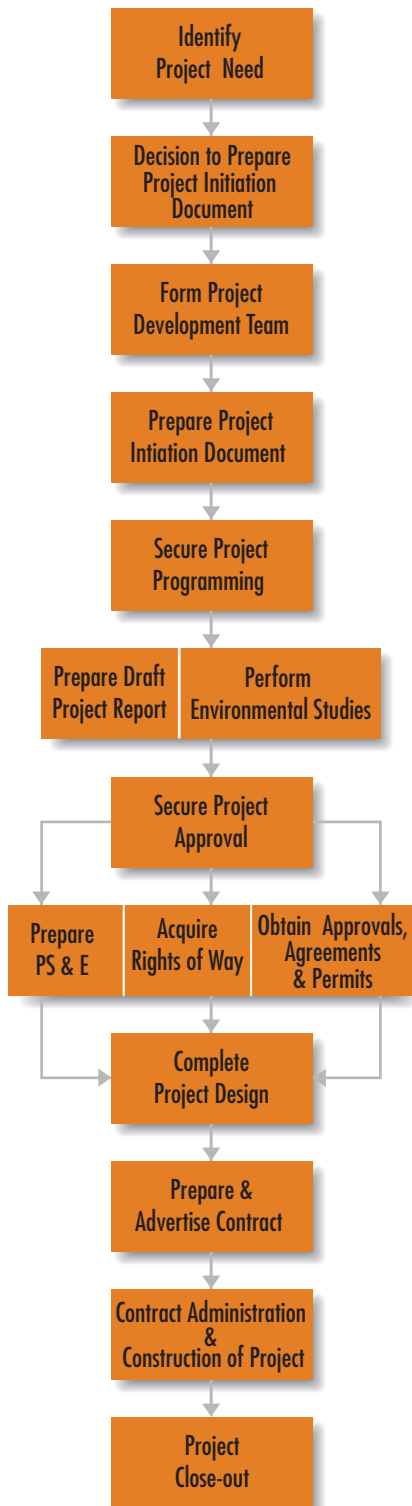 Identify
Project Need
Decision to Prepare
Project Initiation
Document
Form Project
Development Team
Prepare Project
Intiation Document
Secure Project
Programming
Prepare Draft
Project Report
Perform
Environmental Studies
Secure Project
Approval
Prepare
PS & E
Acquire
Rights of Way
Obtain Approvals,
Agreements
& Permits
Complete
Project Design
Prepare &
Advertise Contract
Contract Administration
&
Construction of Project
Project
Close-out